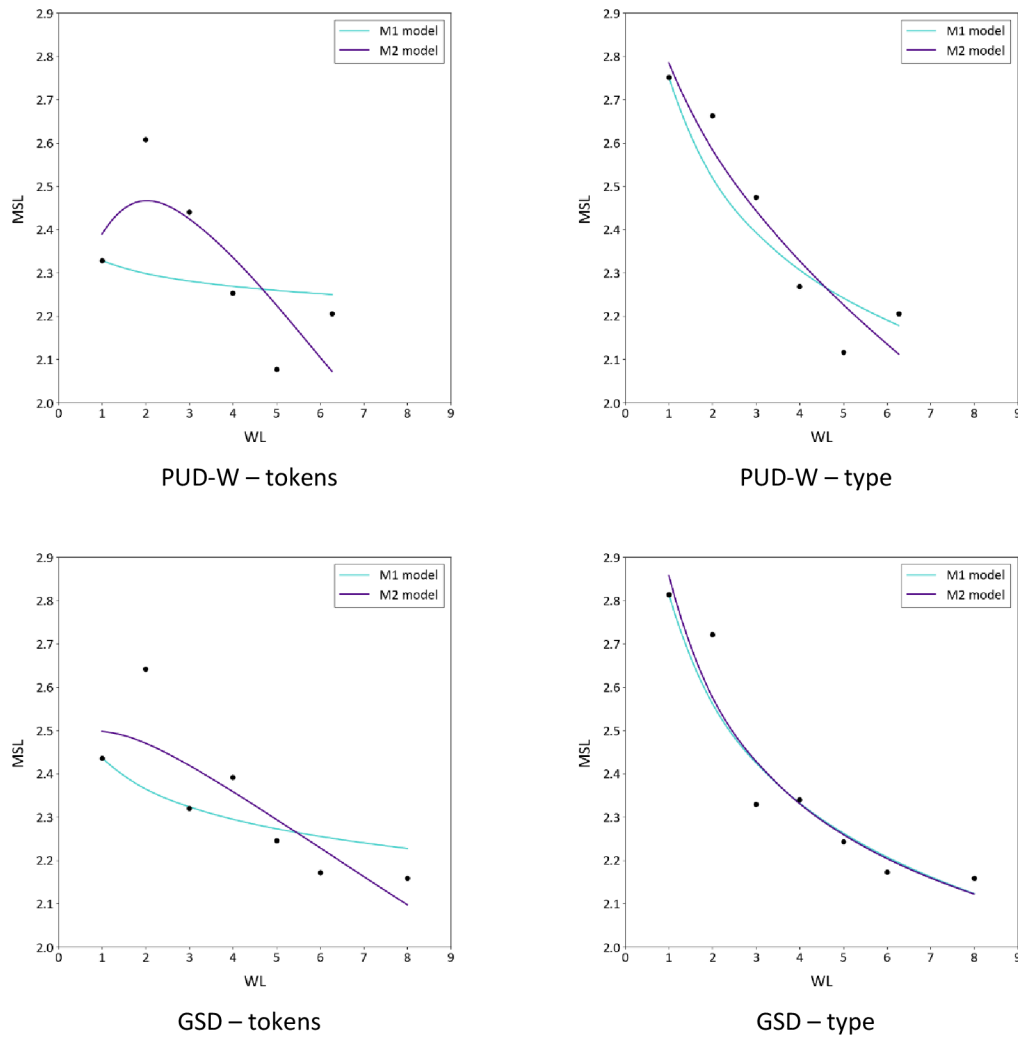 2.9
2.8
2.7
2.6
2.5
2.4
2.3
2.2
2.1
2.0
MSL
M1 model
M2 model
0 1 2 3 4 5 6 7 8 9
WL
PUD-W – tokens
2.9
2.8
2.7
2.6
2.5
2.4
2.3
2.2
2.1
2.0
MSL
M1 model
M2 model
0 1 2 3 4 5 6 7 8 9
WL
PUD-W – type
2.9
2.8
2.7
2.6
2.5
2.4
2.3
2.2
2.1
2.0
MSL
M1 model
M2 model
0 1 2 3 4 5 6 7 8 9
WL
GSD – tokens
2.9
2.8
2.7
2.6
2.5
2.4
2.3
2.2
2.1
2.0
MSL
M1 model
M2 model
0 1 2 3 4 5 6 7 8 9
WL
GSD – type